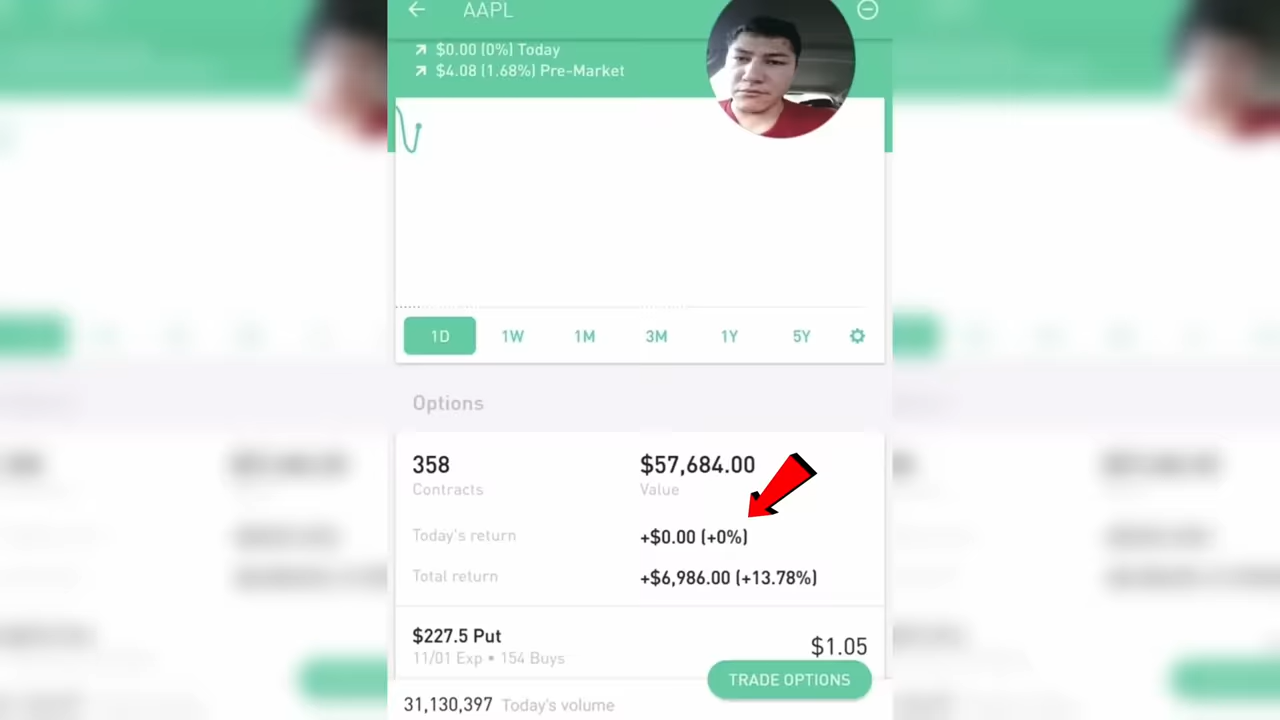 AAPL
$0.00 (0%) Today
$4.08 (1.68%) Pre-Market
1D 1W 1M 3M 1Y 5Y
Options
358 $57,684.00
Contracts Value
Today's return +$0.00 (+0%)
Total return +$6,986.00 (+13.78%)
$227.5 Put $1.05
11/01 Exp • 154 Buys
TRADE OPTIONS
31,130,397 Today's volume